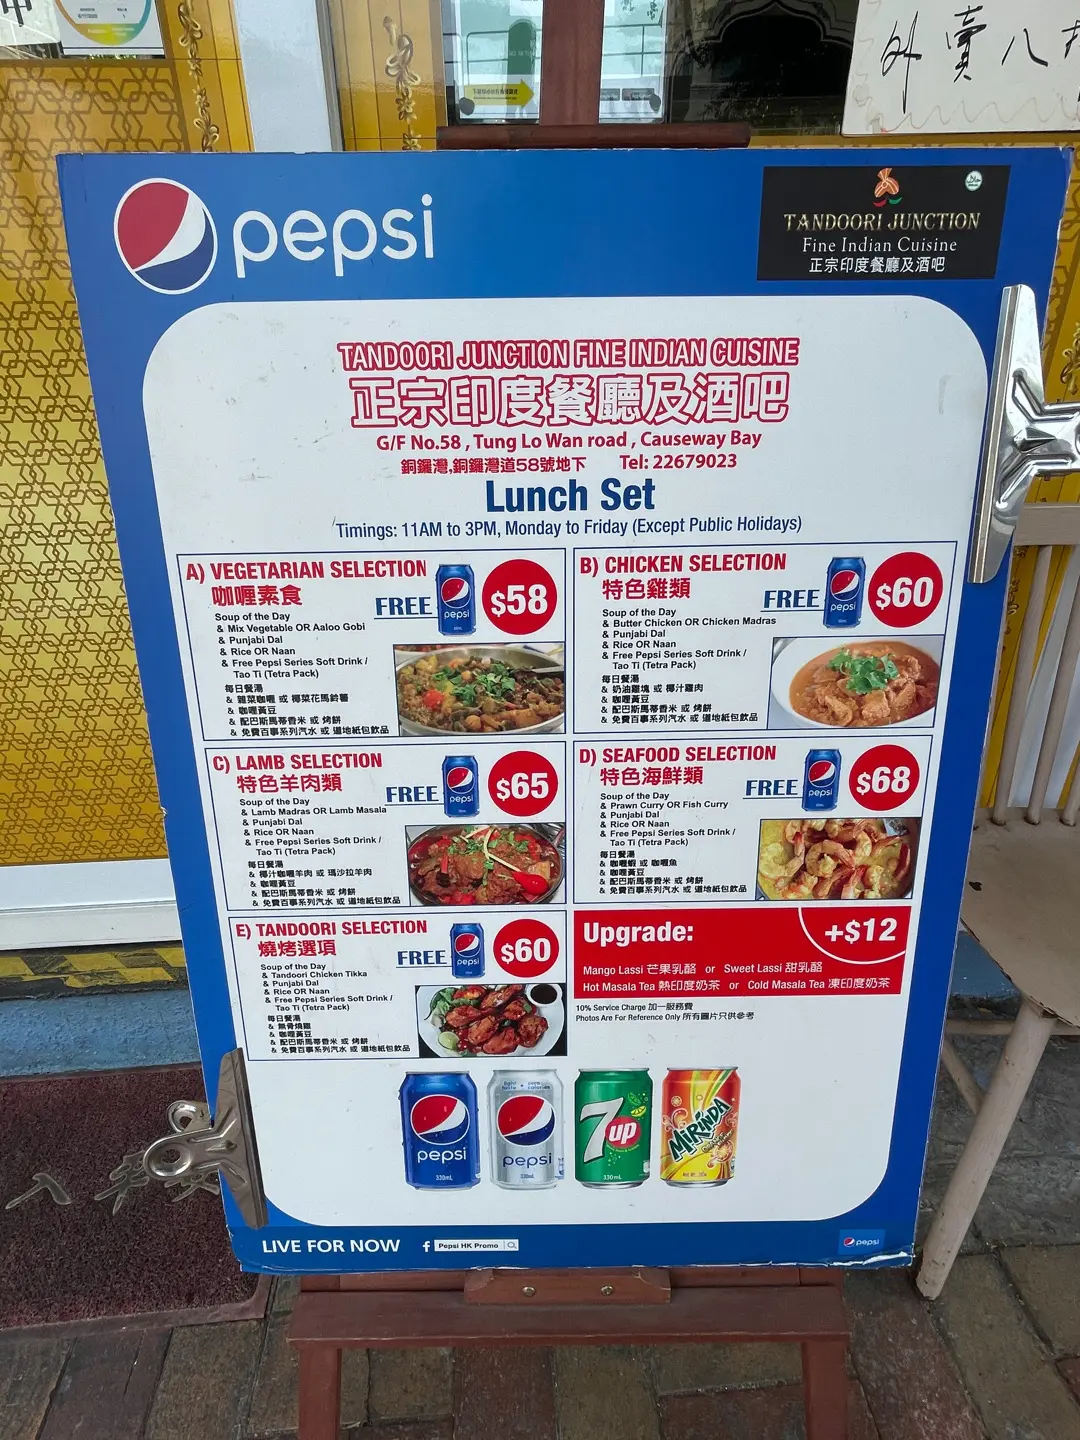 外賣八
pepsi
TANDOORI JUNCTION
Fine Indian Cuisine
正宗印度餐廳及酒吧
TANDOORI JUNCTION FINE INDIAN CUISINE
正宗印度餐廳及酒吧
G/F No.58 , Tung Lo Wan road , Causeway Bay
銅鑼灣,銅鑼灣道58號地下 Tel: 22679023
Lunch Set
Timings: 11AM to 3PM, Monday to Friday (Except Public Holidays)
A) VEGETARIAN SELECTION
咖喱素食
FREE
pepsi
$58
Soup of the Day
& Mix Vegetable OR Aaloo Gobi
& Punjabi Dal
& Rice OR Naan
& Free Pepsi Series Soft Drink /
Tao Ti (Tetra Pack)
每日餐湯
& 雜菜咖喱 或 椰菜花馬鈴薯
& 咖喱黃豆
& 配巴斯馬蒂香米 或 烤餅
& 免費百事系列汽水 或 道地紙包飲品
B) CHICKEN SELECTION
特色雞類
FREE
pepsi
$60
Soup of the Day
& Butter Chicken OR Chicken Madras
& Punjabi Dal
& Rice OR Naan
& Free Pepsi Series Soft Drink /
Tao Ti (Tetra Pack)
每日餐湯
& 奶油雞塊 或 椰汁雞肉
& 咖喱黃豆
& 配巴斯馬蒂香米 或 烤餅
& 免費百事系列汽水 或 道地紙包飲品
C) LAMB SELECTION
特色羊肉類
FREE
pepsi
$65
Soup of the Day
& Lamb Madras OR Lamb Masala
& Punjabi Dal
& Rice OR Naan
& Free Pepsi Series Soft Drink /
Tao Ti (Tetra Pack)
每日餐湯
& 椰汁咖喱羊肉 或 瑪沙拉羊肉
& 咖喱黃豆
& 配巴斯馬蒂香米 或 烤餅
& 免費百事系列汽水 或 道地紙包飲品
D) SEAFOOD SELECTION
特色海鮮類
FREE
pepsi
$68
Soup of the Day
& Prawn Curry OR Fish Curry
& Punjabi Dal
& Rice OR Naan
& Free Pepsi Series Soft Drink /
Tao Ti (Tetra Pack)
每日餐湯
& 咖喱蝦 或 咖喱魚
& 咖喱黃豆
& 配巴斯馬蒂香米 或 烤餅
& 免費百事系列汽水 或 道地紙包飲品
E) TANDOORI SELECTION
燒烤選項
FREE
pepsi
$60
Soup of the Day
& Tandoori Chicken Tikka
& Punjabi Dal
& Rice OR Naan
& Free Pepsi Series Soft Drink /
Tao Ti (Tetra Pack)
每日餐湯
& 無骨燒雞
& 咖喱黃豆
& 配巴斯馬蒂香米 或 烤餅
& 免費百事系列汽水 或 道地紙包飲品
Upgrade: +$12
Mango Lassi 芒果乳酪 or Sweet Lassi 甜乳酪
Hot Masala Tea 熱印度奶茶 or Cold Masala Tea 凍印度奶茶
10% Service Charge 加一服務費
Photos Are For Reference Only 所有圖片只供參考
pepsi
330mL
pepsi
330mL
7up
330mL
MIRINDA
LIVE FOR NOW
f Pepsi HK Promo
pepsi